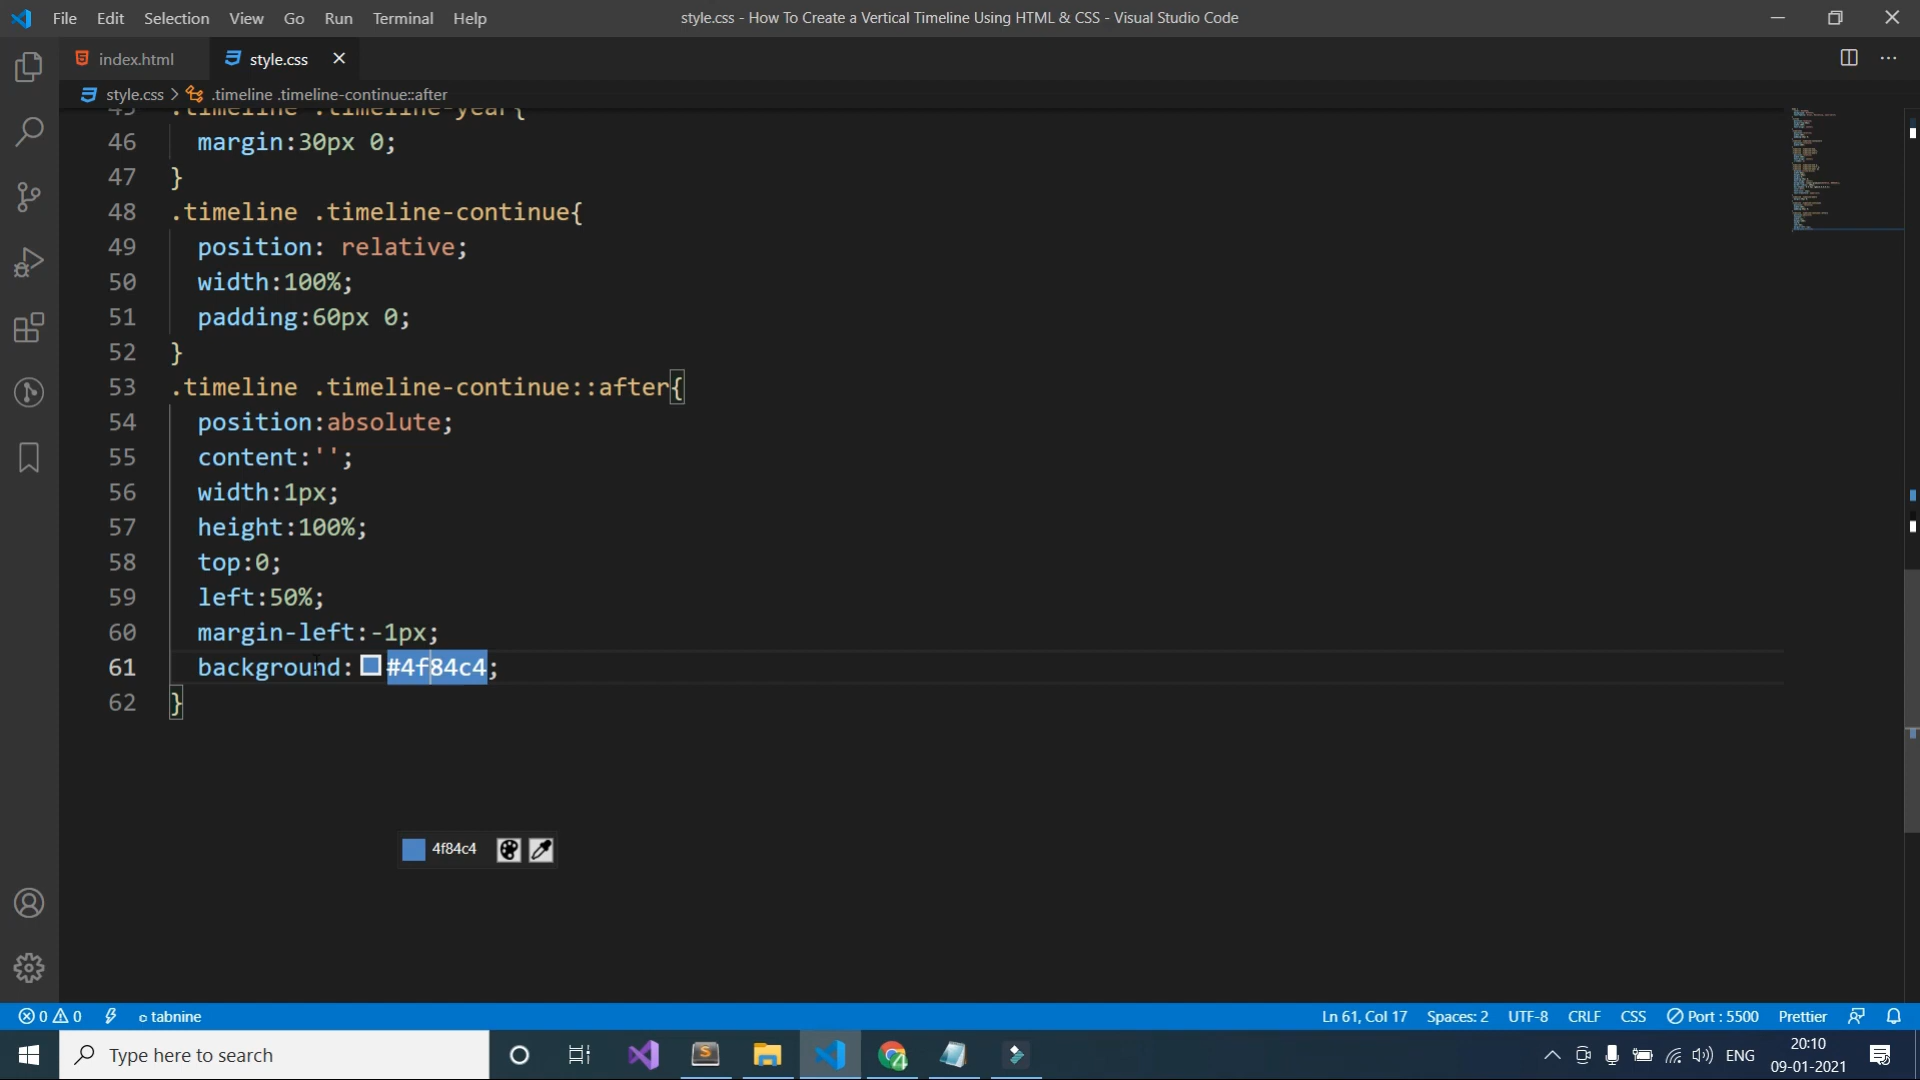 File Edit Selection View Go Run Terminal Help
style.css - How To Create a Vertical Timeline Using HTML & CSS - Visual Studio Code
index.html
style.css
style.css > .timeline .timeline-continue::after
45 .timeline .timeline-year{
46 margin:30px 0;
47 }
48 .timeline .timeline-continue{
49 position: relative;
50 width:100%;
51 padding:60px 0;
52 }
53 .timeline .timeline-continue::after{
54 position:absolute;
55 content:'';
56 width:1px;
57 height:100%;
58 top:0;
59 left:50%;
60 margin-left:-1px;
61 background: #4f84c4;
62 }
4f84c4
0 0 tabnine
Ln 61, Col 17 Spaces: 2 UTF-8 CRLF CSS Port : 5500 Prettier
Type here to search
ENG
20:10
09-01-2021